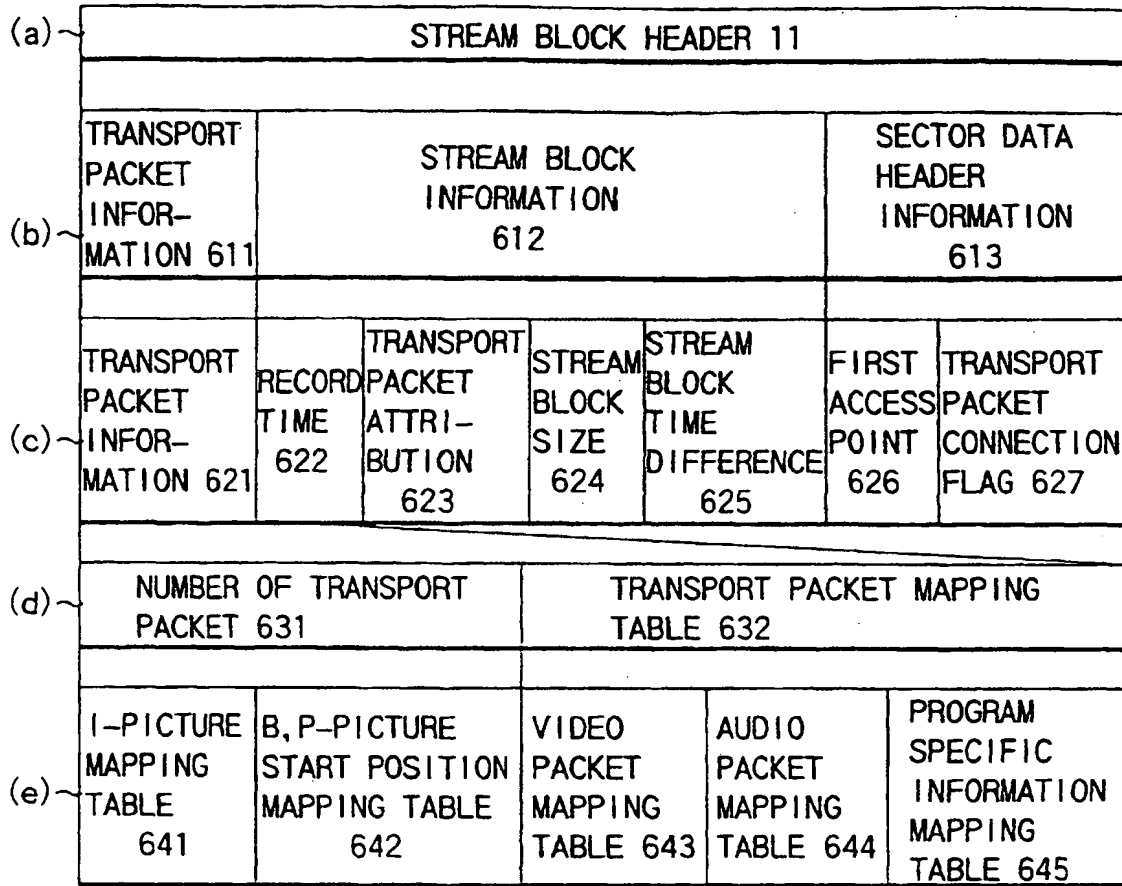 (a)~
STREAM BLOCK HEADER 11
(b)~
TRANSPORT
PACKET
INFOR-
MATION 611
STREAM BLOCK
INFORMATION
612
SECTOR DATA
HEADER
INFORMATION
613
(c)~
TRANSPORT
PACKET
INFOR-
MATION 621
RECORD
TIME
622
TRANSPORT
PACKET
ATTRI-
BUTION
623
STREAM
BLOCK
SIZE
624
STREAM
BLOCK
TIME
DIFFERENCE
625
FIRST
ACCESS
POINT
626
TRANSPORT
PACKET
CONNECTION
FLAG 627
(d)~
NUMBER OF TRANSPORT
PACKET 631
TRANSPORT PACKET MAPPING
TABLE 632
(e)~
I-PICTURE
MAPPING
TABLE
641
B,P-PICTURE
START POSITION
MAPPING TABLE
642
VIDEO
PACKET
MAPPING
TABLE 643
AUDIO
PACKET
MAPPING
TABLE 644
PROGRAM
SPECIFIC
INFORMATION
MAPPING
TABLE 645